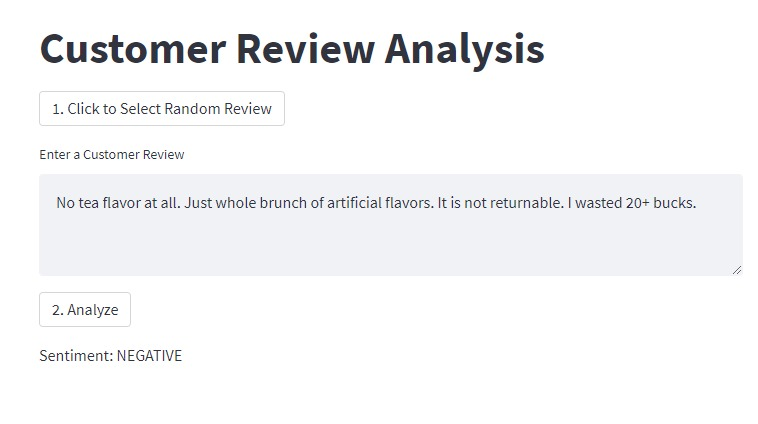 Customer Review Analysis
1. Click to Select Random Review
Enter a Customer Review
No tea flavor at all. Just whole brunch of artificial flavors. It is not returnable. I wasted 20+ bucks.
2. Analyze
Sentiment: NEGATIVE